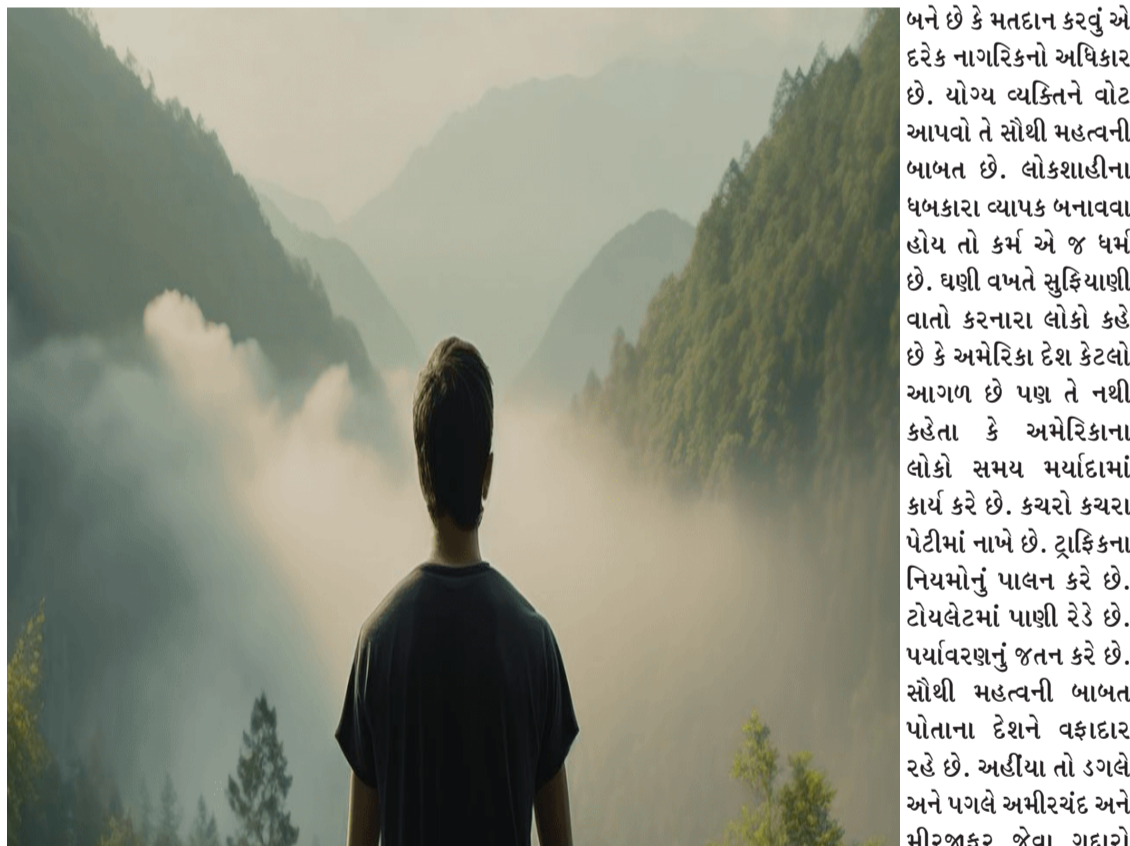 બને છે કે મતદાન કરવું એ
દરેક નાગરિકનો અધિકાર
છે. યોગ્ય વ્યક્તિને વોટ
આપવો તે સૌથી મહત્વની
બાબત છે. લોકશાહીના
ધબકારા વ્યાપક બનાવવા
હોય તો કર્મ એ જ ધર્મ
છે. ઘણી વખતે સુફિયાણી
વાતો કરનારા લોકો કહે
છે કે અમેરિકા દેશ કેટલો
આગળ છે પણ તે નથી
કહેતા કે અમેરિકાના
લોકો સમય મર્યાદામાં
કાર્ય કરે છે. કચરો કચરા
પેટીમાં નાખે છે. ટ્રાફિકના
નિયમોનું પાલન કરે છે.
ટોયલેટમાં પાણી રેડે છે.
પર્યાવરણનું જતન કરે છે.
સૌથી મહત્વની બાબત
પોતાના દેશને વફાદાર
રહે છે. અહીંયા તો ડગલે
અને પગલે અમીરચંદ અને
મીરજાફર જેવા ગદ્દારો